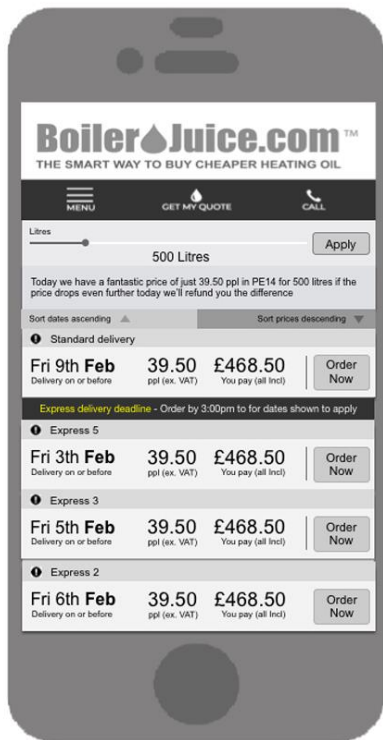 BoilerJuice.com ™
THE SMART WAY TO BUY CHEAPER HEATING OIL
MENU GET MY QUOTE CALL
Litres
500 Litres Apply
Today we have a fantastic price of just 39.50 ppl in PE14 for 500 litres if the
price drops even further today we'll refund you the difference
Sort dates ascending Sort prices descending
Standard delivery
Fri 9th Feb 39.50 £468.50 Order Now
Delivery on or before ppl (ex. VAT) You pay (all Incl)
Express delivery deadline - Order by 3:00pm to for dates shown to apply
Express 5
Fri 3th Feb 39.50 £468.50 Order Now
Delivery on or before ppl (ex. VAT) You pay (all Incl)
Express 3
Fri 5th Feb 39.50 £468.50 Order Now
Delivery on or before ppl (ex. VAT) You pay (all Incl)
Express 2
Fri 6th Feb 39.50 £468.50 Order Now
Delivery on or before ppl (ex. VAT) You pay (all Incl)